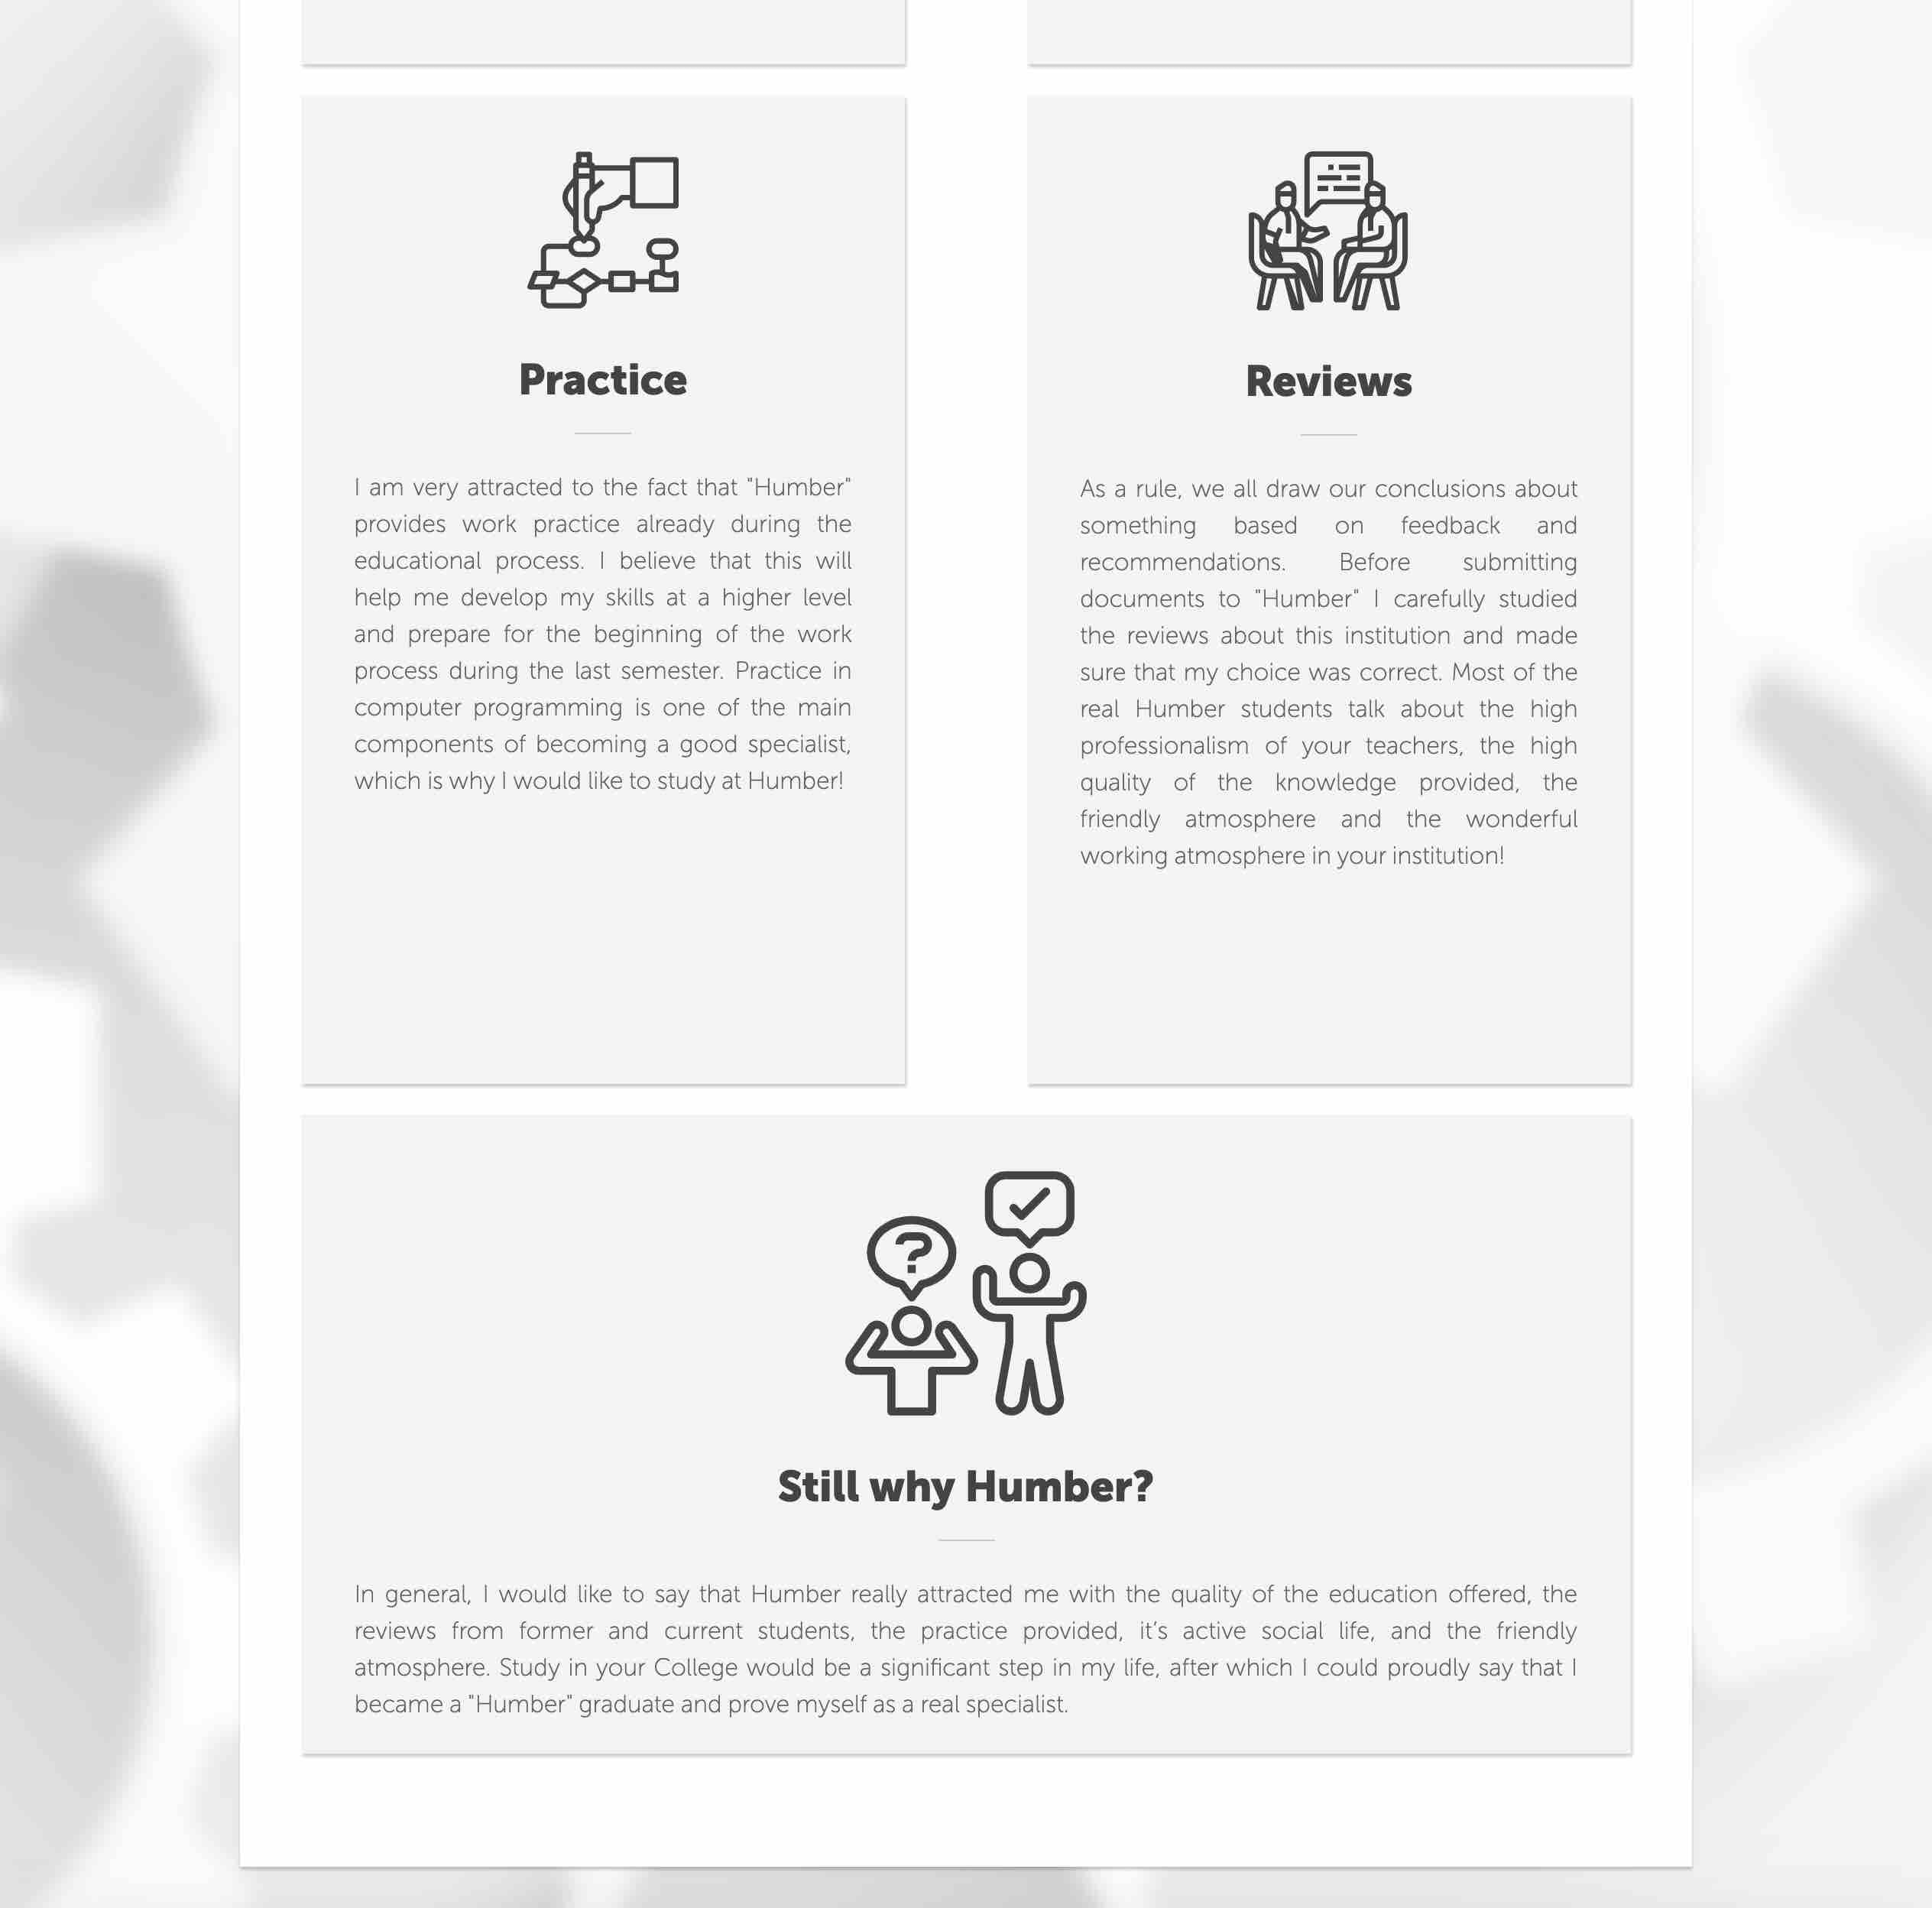 Practice
I am very attracted to the fact that "Humber"
provides work practice already during the
educational process. I believe that this will
help me develop my skills at a higher level
and prepare for the beginning of the work
process during the last semester. Practice in
computer programming is one of the main
components of becoming a good specialist,
which is why I would like to study at Humber!
Reviews
As a rule, we all draw our conclusions about
something based on feedback and
recommendations. Before submitting
documents to "Humber" I carefully studied
the reviews about this institution and made
sure that my choice was correct. Most of the
real Humber students talk about the high
professionalism of your teachers, the high
quality of the knowledge provided, the
friendly atmosphere and the wonderful
working atmosphere in your institution!
?
Still why Humber?
In general, I would like to say that Humber really attracted me with the quality of the education offered, the
reviews from former and current students, the practice provided, it's active social life, and the friendly
atmosphere. Study in your College would be a significant step in my life, after which I could proudly say that I
became a "Humber" graduate and prove myself as a real specialist.